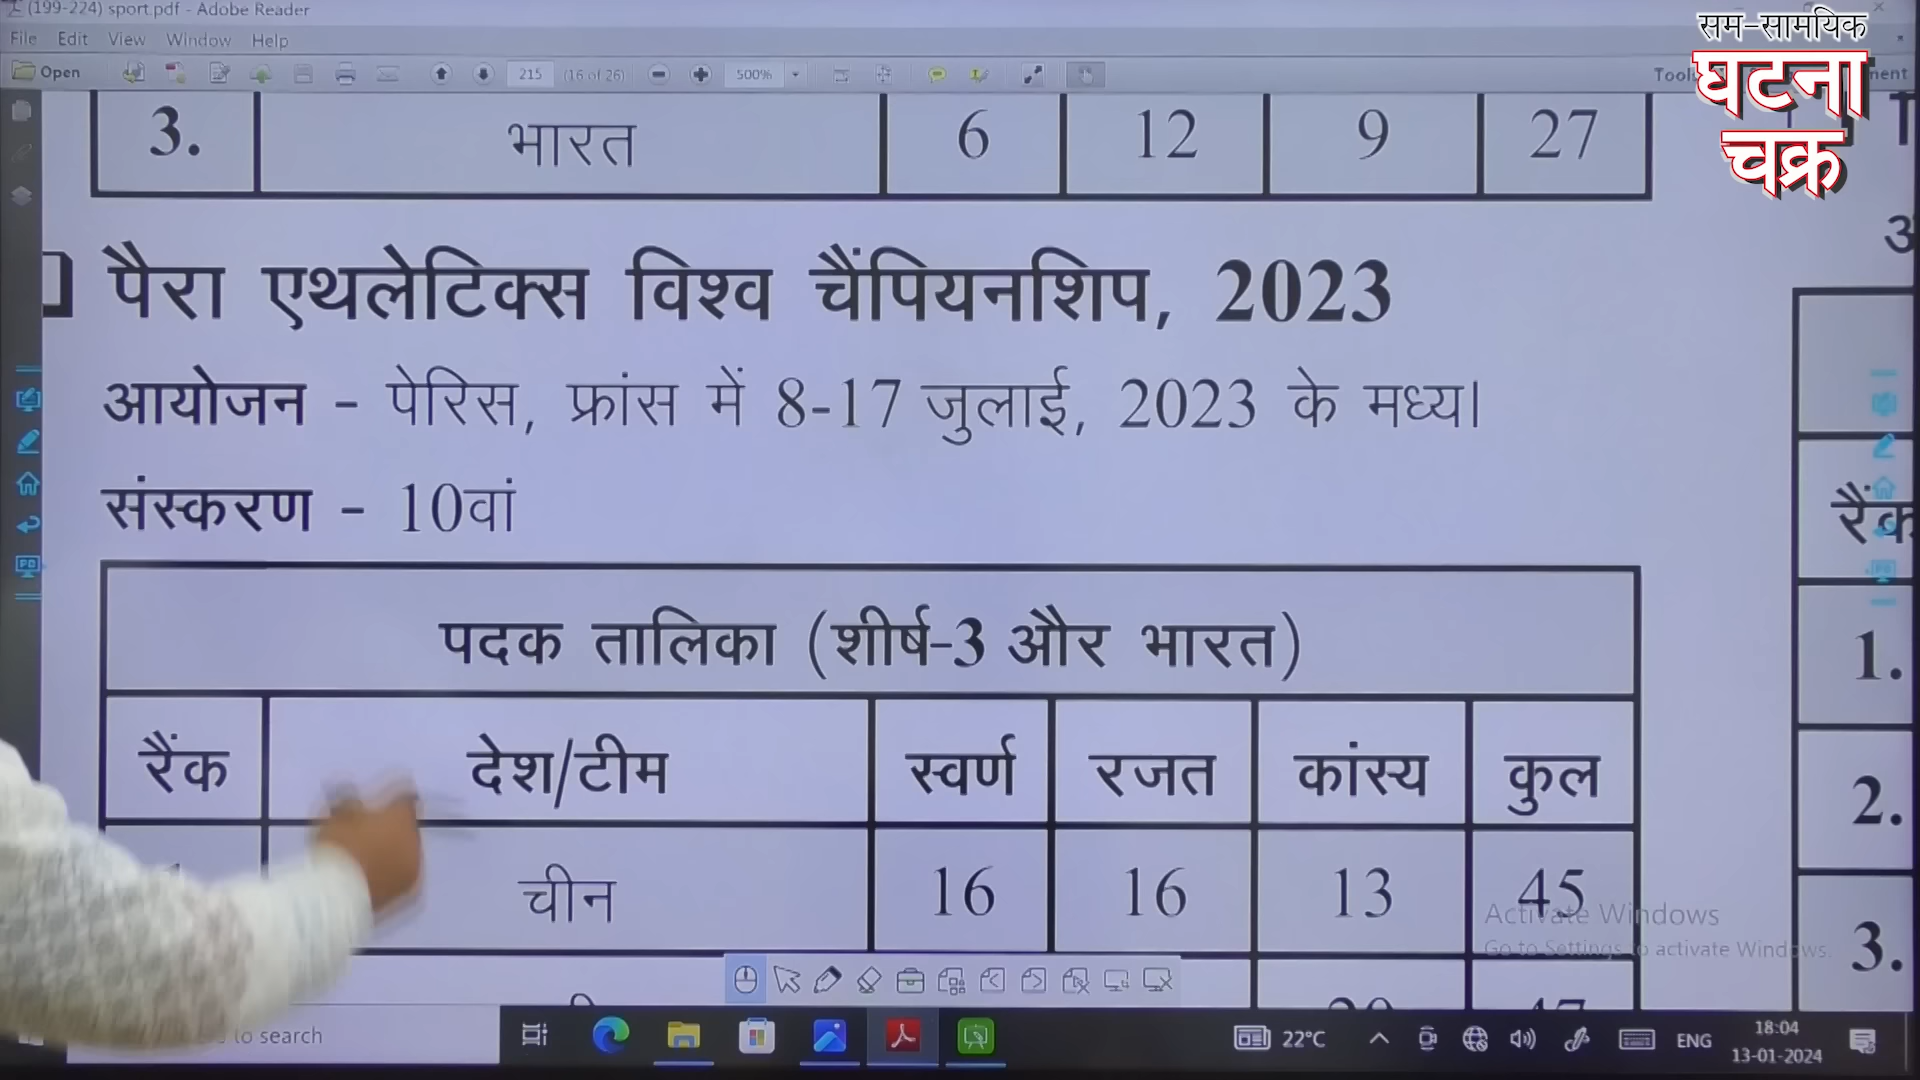 (199-224) sport.pdf - Adobe Reader
File Edit View Window Help
Open 215 (16 of 26) 500%
सम-सामयिक
घटना
चक्र
3. भारत 6 12 9 27
पैरा एथलेटिक्स विश्व चैंपियनशिप, 2023
आयोजन - पेरिस, फ्रांस में 8-17 जुलाई, 2023 के मध्य।
संस्करण - 10वां
पदक तालिका (शीर्ष-3 और भारत)
रैंक देश/टीम स्वर्ण रजत कांस्य कुल
चीन 16 16 13 45
रैंक
1.
2.
3.
Activate Windows
Go to Settings to activate Windows.
to search
22°C ENG 18:04
13-01-2024